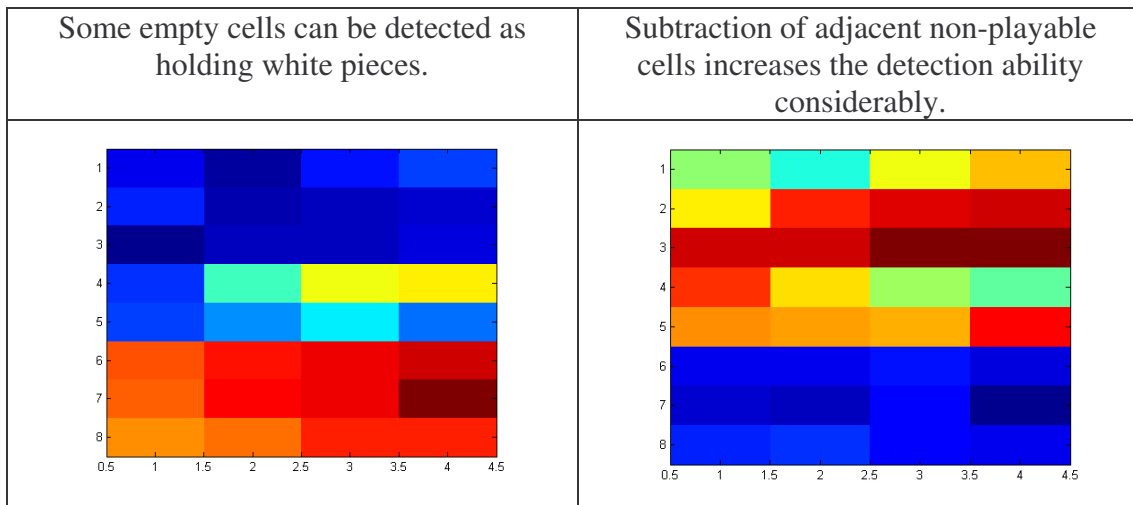 Some empty cells can be detected as
holding white pieces.
Subtraction of adjacent non-playable
cells increases the detection ability
considerably.
1
2
3
4
5
6
7
8
0.5 1 1.5 2 2.5 3 3.5 4 4.5
1
2
3
4
5
6
7
8
0.5 1 1.5 2 2.5 3 3.5 4 4.5